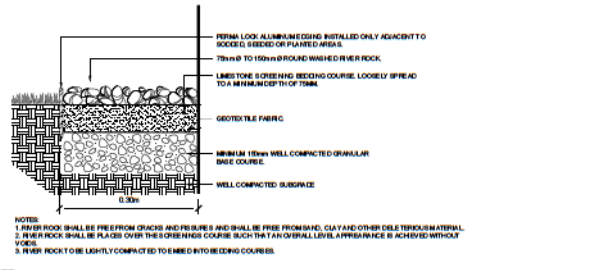 PERMA LOCK ALUMINUM EDGING INSTALLED ONLY ADJACENT TO
SODDED, SEEDED OR PLANTED AREAS.
75mm Ø TO 150mm Ø ROUND WASHED RIVER ROCK.
LIMESTONE SCREENING BEDDING COURSE. LOOSELY SPREAD
TO A MINIMUM DEPTH OF 75MM.
GEOTEXTILE FABRIC.
MINIMUM 150mm WELL COMPACTED GRANULAR
BASE COURSE.
WELL COMPACTED SUBGRADE
0.30m
NOTES:
1. RIVER ROCK SHALL BE FREE FROM CRACKS AND FISSURES AND SHALL BE FREE FROM SAND, CLAY AND OTHER DELETERIOUS MATERIAL.
2. RIVER ROCK SHALL BE PLACES OVER THE SCREENINGS COURSE SUCH THAT AN OVERALL LEVEL APPREARANCE IS ACHIEVED WITHOUT
VOIDS.
3. RIVER ROCK TO BE LIGHTLY COMPACTED TO EMBED INTO BEDDING COURSES.